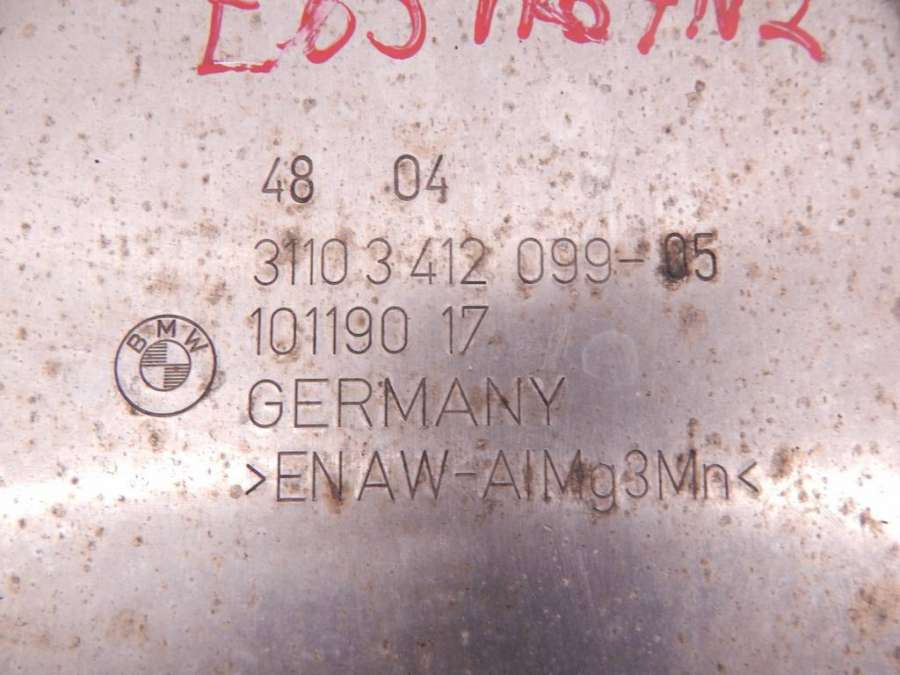 48 04
3110 3 412 099-05
BMW
101190 17
GERMANY
>EN AW-AlMg3Mn<